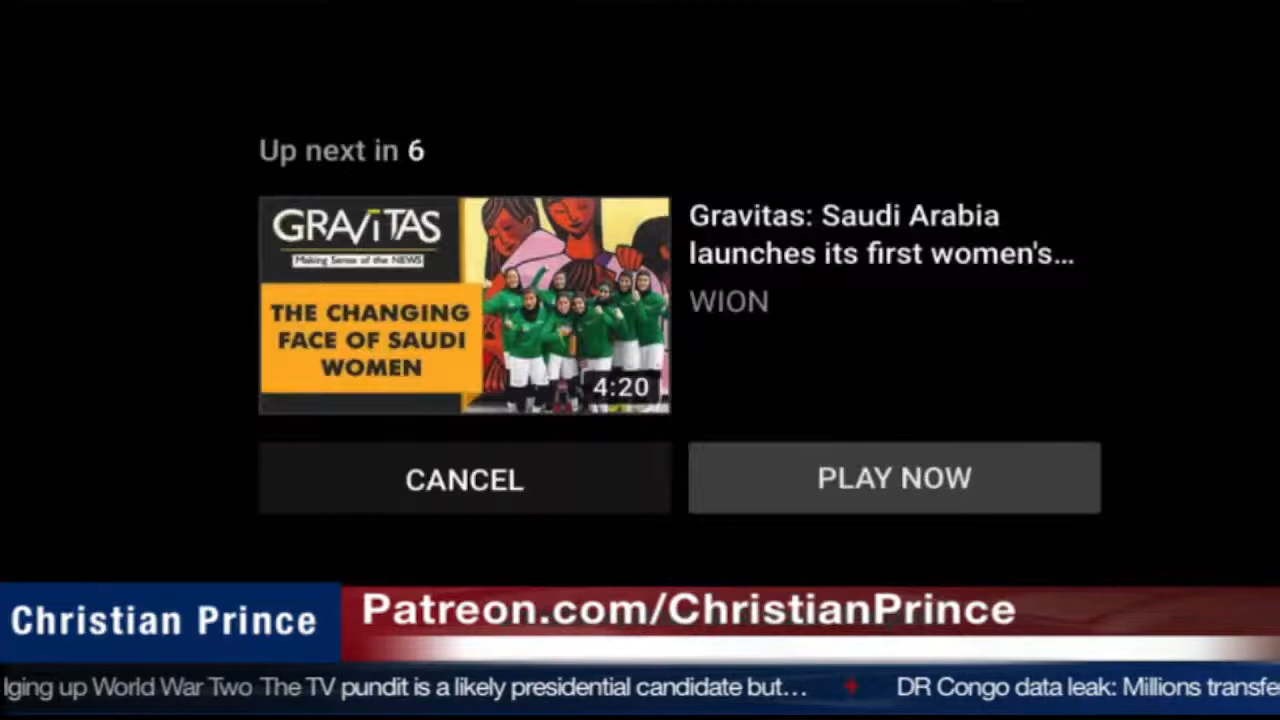 Up next in 6
GRAViTAS
Making Sense of the NEWS
THE CHANGING
FACE OF SAUDI
WOMEN
4:20
Gravitas: Saudi Arabia
launches its first women's...
WION
CANCEL
PLAY NOW
Christian Prince
Patreon.com/ChristianPrince
lging up World War Two The TV pundit is a likely presidential candidate but... DR Congo data leak: Millions transfe